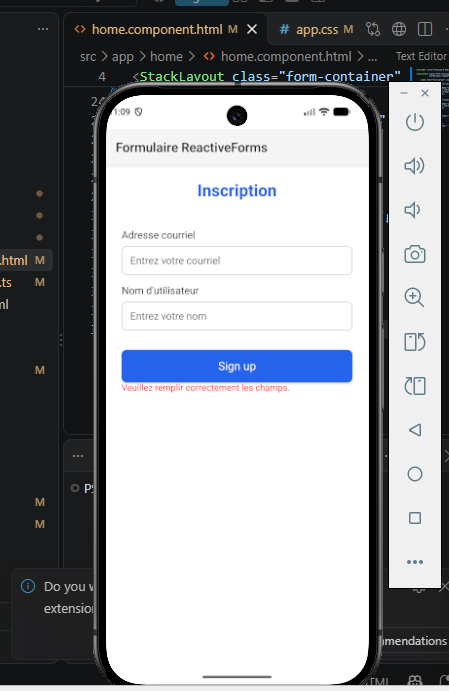 home.component.html M
app.css M
src > app > home > home.component.html > ...
Text Editor
4 <StackLayout class="form-container"
24
1:09
Formulaire ReactiveForms
Inscription
Adresse courriel
Entrez votre courriel
Nom d'utilisateur
Entrez votre nom
Sign up
Veuillez remplir correctement les champs.
.html M
.ts M
ml
M
M
M
Do you w
extension
mmendations